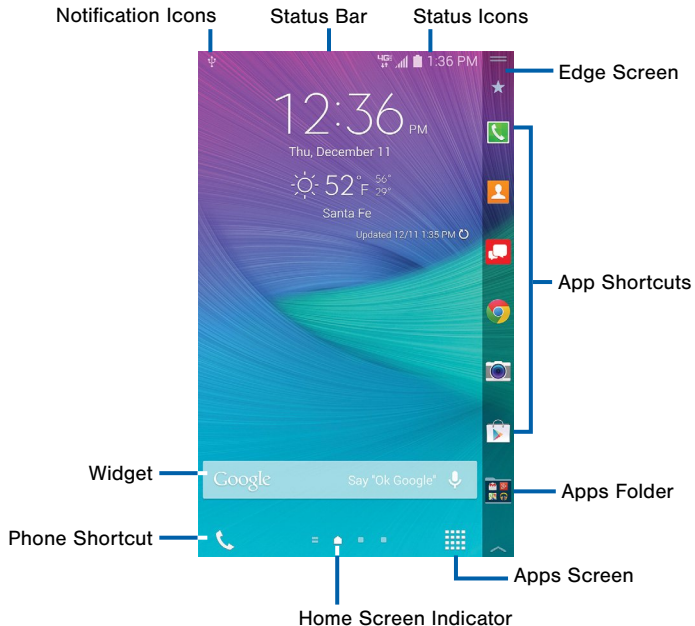 Notification Icons
Status Bar
Status Icons
4G
1:36 PM
Edge Screen
12:36 PM
Thu, December 11
52°F
56°
29°
Santa Fe
Updated 12/11 1:35 PM
App Shortcuts
Widget
Google
Say "Ok Google"
Apps Folder
Phone Shortcut
Apps Screen
Home Screen Indicator